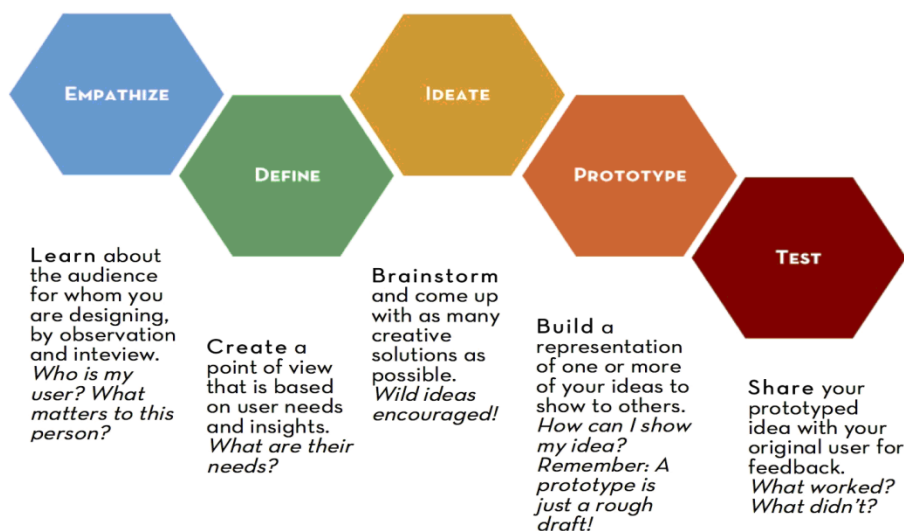 EMPATHIZE
Learn about
the audience
for whom you
are designing,
by observation
and inteview.
Who is my
user? What
matters to this
person?
DEFINE
Create a
point of view
that is based
on user needs
and insights.
What are their
needs?
IDEATE
Brainstorm
and come up
with as many
creative
solutions as
possible.
Wild ideas
encouraged!
PROTOTYPE
Build a
representation
of one or more
of your ideas to
show to others.
How can I show
my idea?
Remember: A
prototype is
just a rough
draft!
TEST
Share your
prototyped
idea with your
original user for
feedback.
What worked?
What didn't?